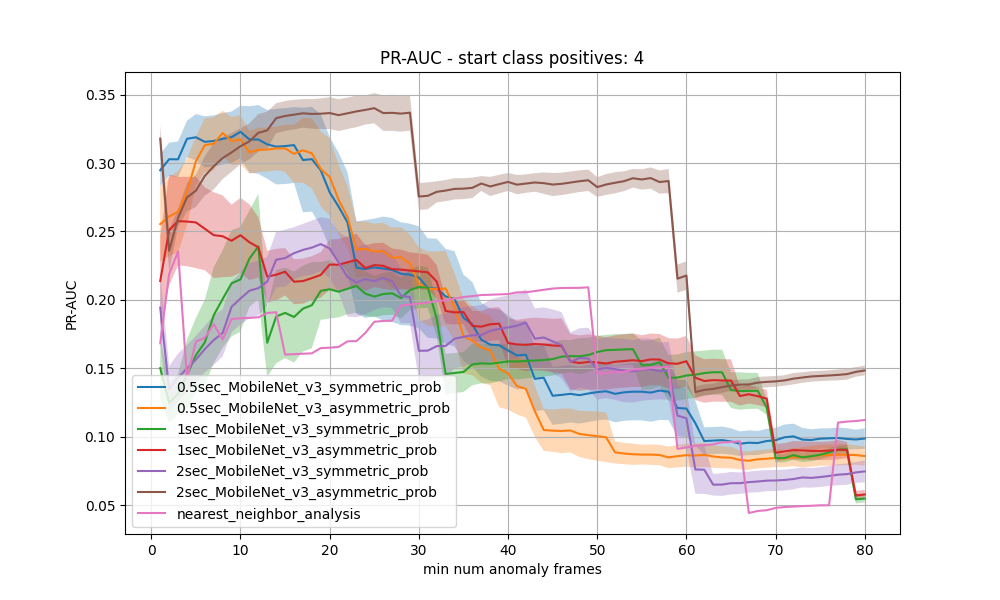 PR-AUC - start class positives: 4
PR-AUC
0.35
0.30
0.25
0.20
0.15
0.10
0.05
0.5sec_MobileNet_v3_symmetric_prob
0.5sec_MobileNet_v3_asymmetric_prob
1sec_MobileNet_v3_symmetric_prob
1sec_MobileNet_v3_asymmetric_prob
2sec_MobileNet_v3_symmetric_prob
2sec_MobileNet_v3_asymmetric_prob
nearest_neighbor_analysis
0 10 20 30 40 50 60 70 80
min num anomaly frames